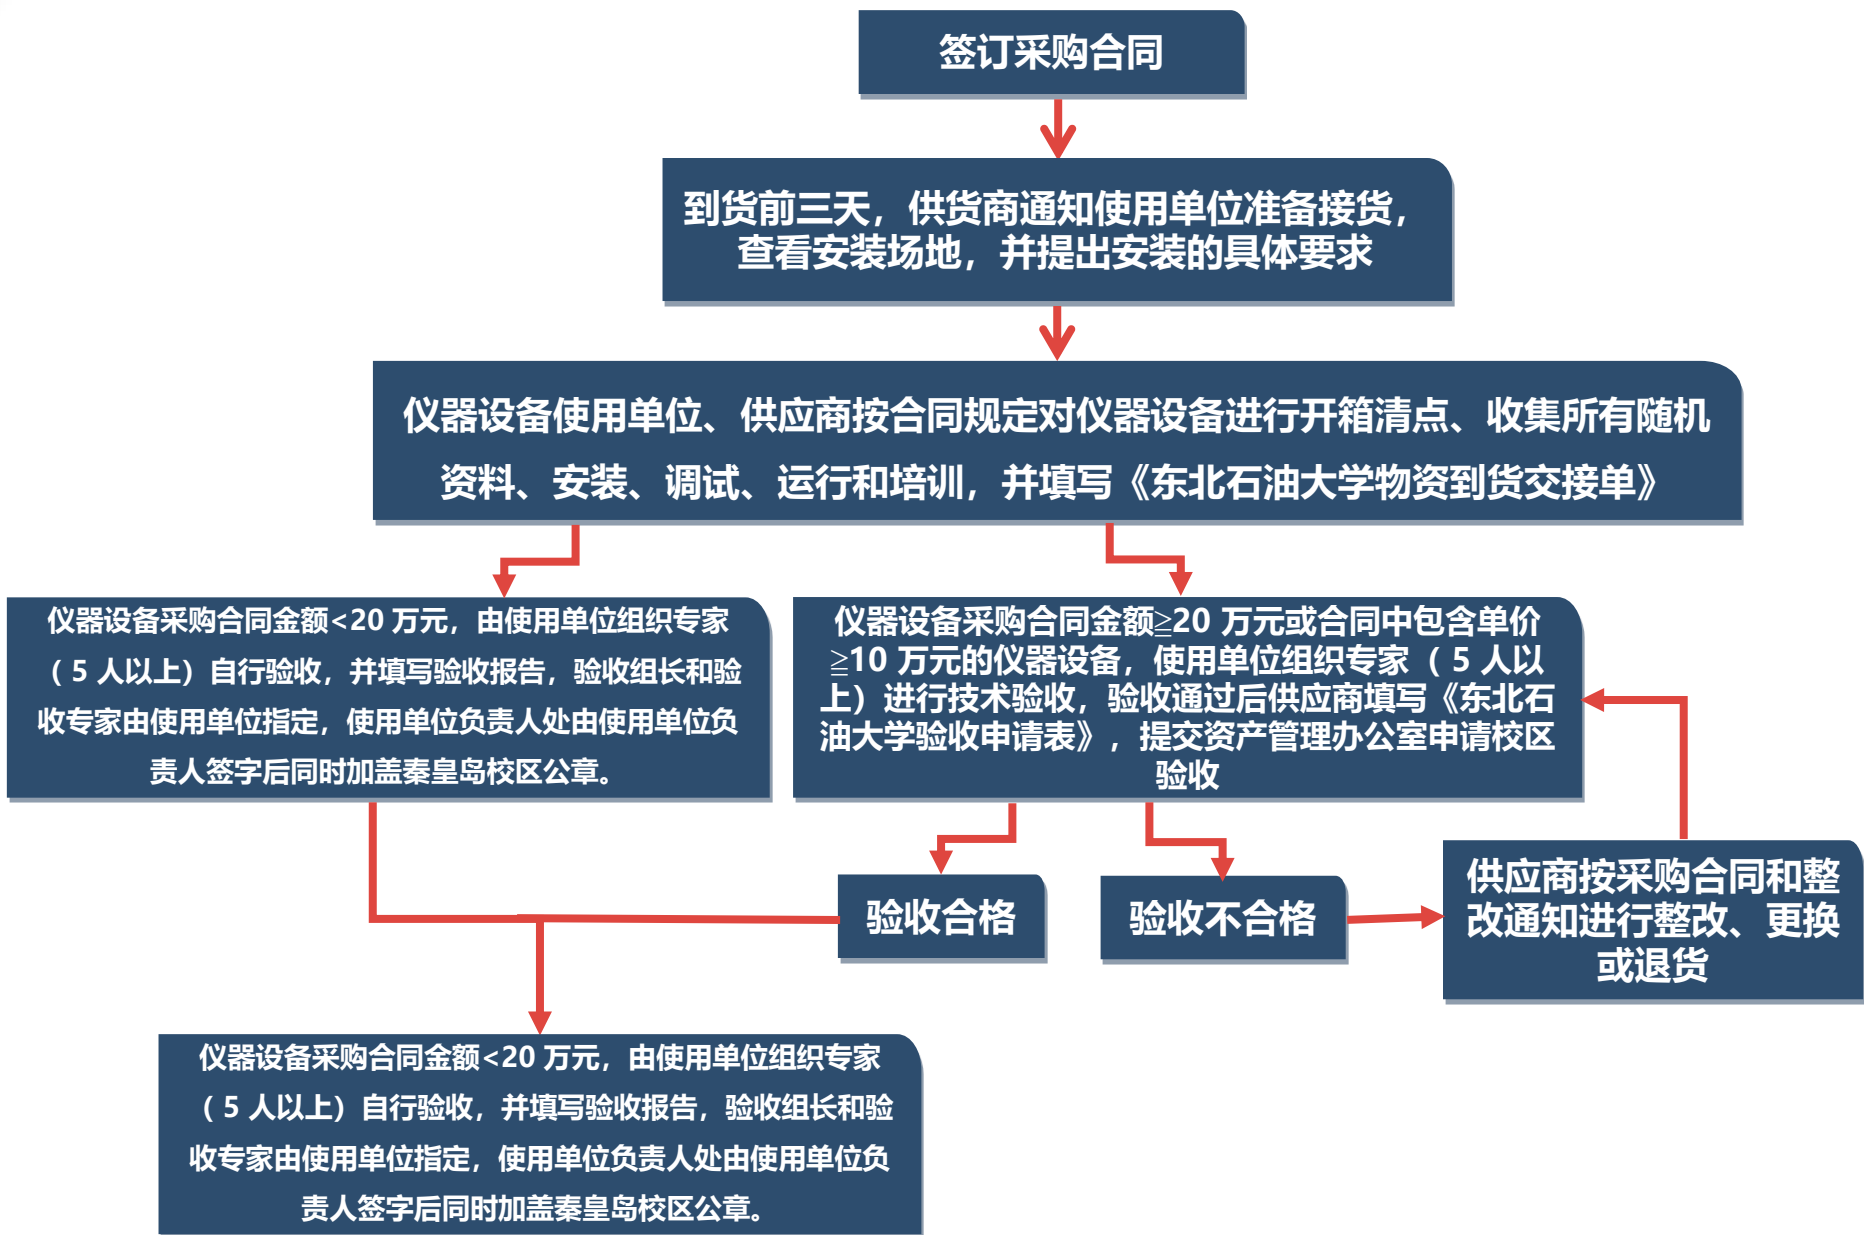 签订采购合同
到货前三天，供货商通知使用单位准备接货，
查看安装场地，并提出安装的具体要求
仪器设备使用单位、供应商按合同规定对仪器设备进行开箱清点、收集所有随机
资料、安装、调试、运行和培训，并填写《东北石油大学物资到货交接单》
仪器设备采购合同金额<20 万元，由使用单位组织专家
（ 5 人以上）自行验收，并填写验收报告，验收组长和验
收专家由使用单位指定，使用单位负责人处由使用单位负
责人签字后同时加盖秦皇岛校区公章。
仪器设备采购合同金额≧20 万元或合同中包含单价
≧10 万元的仪器设备，使用单位组织专家（ 5 人以
上）进行技术验收，验收通过后供应商填写《东北石
油大学验收申请表》，提交资产管理办公室申请校区
验收
验收合格
验收不合格
供应商按采购合同和整
改通知进行整改、更换
或退货
仪器设备采购合同金额<20 万元，由使用单位组织专家
（ 5 人以上）自行验收，并填写验收报告，验收组长和验
收专家由使用单位指定，使用单位负责人处由使用单位负
责人签字后同时加盖秦皇岛校区公章。